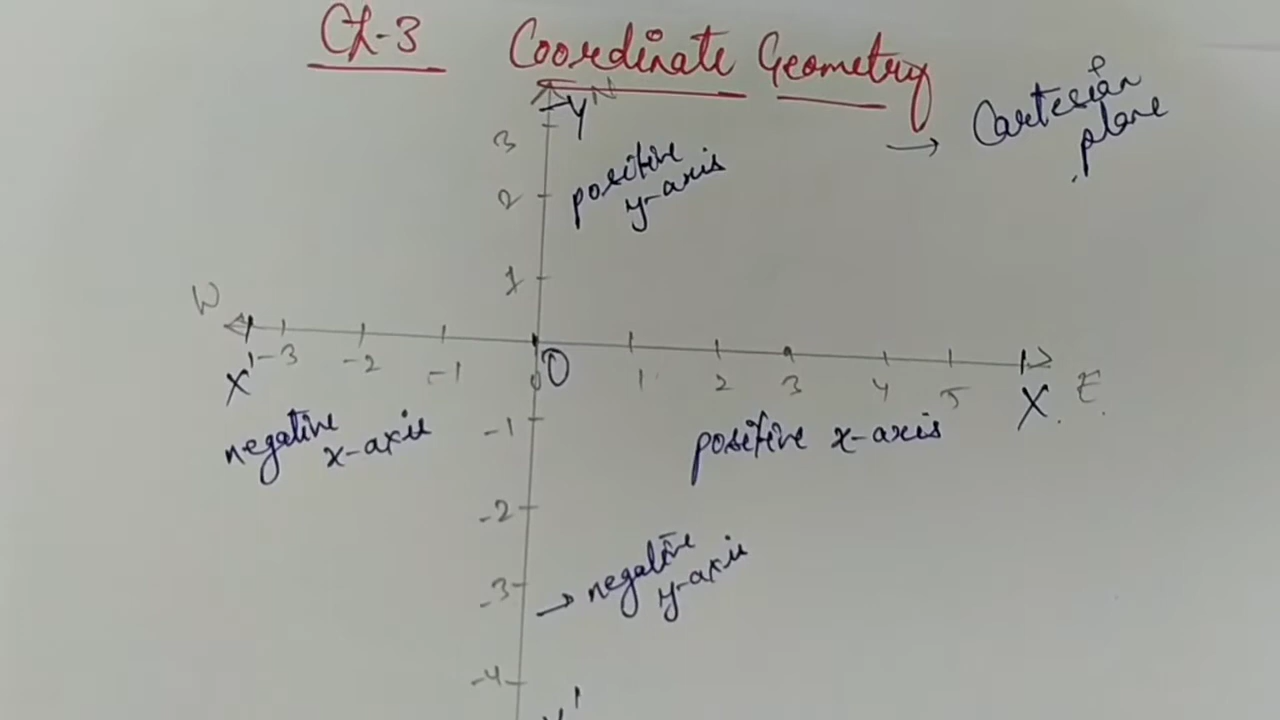 Ch-3 Coordinate Geometry
N
Y
→ Cartesian
plane
3
positive
y-axis
2
1
W
E
X' -3 -2 -1 0 O 1 2 3 4 5 X
negative
x-axis
positive x-axis
-1
-2
→ negative
y-axis
-3
-4